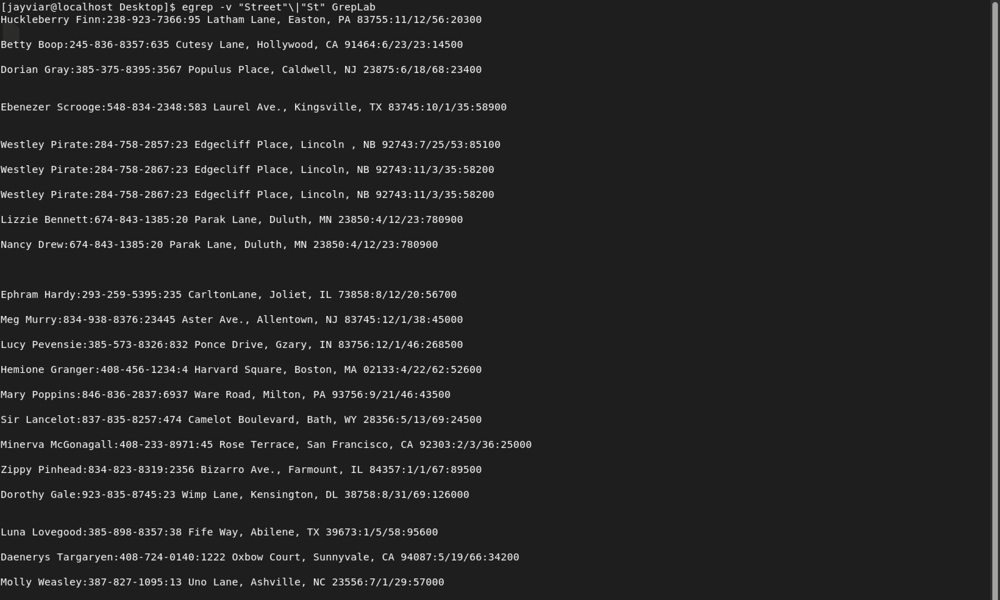 [jayviar@localhost Desktop]$ egrep -v "Street"\|"St" GrepLab
Huckleberry Finn:238-923-7366:95 Latham Lane, Easton, PA 83755:11/12/56:20300
Betty Boop:245-836-8357:635 Cutesy Lane, Hollywood, CA 91464:6/23/23:14500
Dorian Gray:385-375-8395:3567 Populus Place, Caldwell, NJ 23875:6/18/68:23400
Ebenezer Scrooge:548-834-2348:583 Laurel Ave., Kingsville, TX 83745:10/1/35:58900
Westley Pirate:284-758-2857:23 Edgecliff Place, Lincoln , NB 92743:7/25/53:85100
Westley Pirate:284-758-2867:23 Edgecliff Place, Lincoln, NB 92743:11/3/35:58200
Westley Pirate:284-758-2867:23 Edgecliff Place, Lincoln, NB 92743:11/3/35:58200
Lizzie Bennett:674-843-1385:20 Parak Lane, Duluth, MN 23850:4/12/23:780900
Nancy Drew:674-843-1385:20 Parak Lane, Duluth, MN 23850:4/12/23:780900
Ephram Hardy:293-259-5395:235 CarltonLane, Joliet, IL 73858:8/12/20:56700
Meg Murry:834-938-8376:23445 Aster Ave., Allentown, NJ 83745:12/1/38:45000
Lucy Pevensie:385-573-8326:832 Ponce Drive, Gzary, IN 83756:12/1/46:268500
Hemione Granger:408-456-1234:4 Harvard Square, Boston, MA 02133:4/22/62:52600
Mary Poppins:846-836-2837:6937 Ware Road, Milton, PA 93756:9/21/46:43500
Sir Lancelot:837-835-8257:474 Camelot Boulevard, Bath, WY 28356:5/13/69:24500
Minerva McGonagall:408-233-8971:45 Rose Terrace, San Francisco, CA 92303:2/3/36:25000
Zippy Pinhead:834-823-8319:2356 Bizarro Ave., Farmount, IL 84357:1/1/67:89500
Dorothy Gale:923-835-8745:23 Wimp Lane, Kensington, DL 38758:8/31/69:126000
Luna Lovegood:385-898-8357:38 Fife Way, Abilene, TX 39673:1/5/58:95600
Daenerys Targaryen:408-724-0140:1222 Oxbow Court, Sunnyvale, CA 94087:5/19/66:34200
Molly Weasley:387-827-1095:13 Uno Lane, Ashville, NC 23556:7/1/29:57000